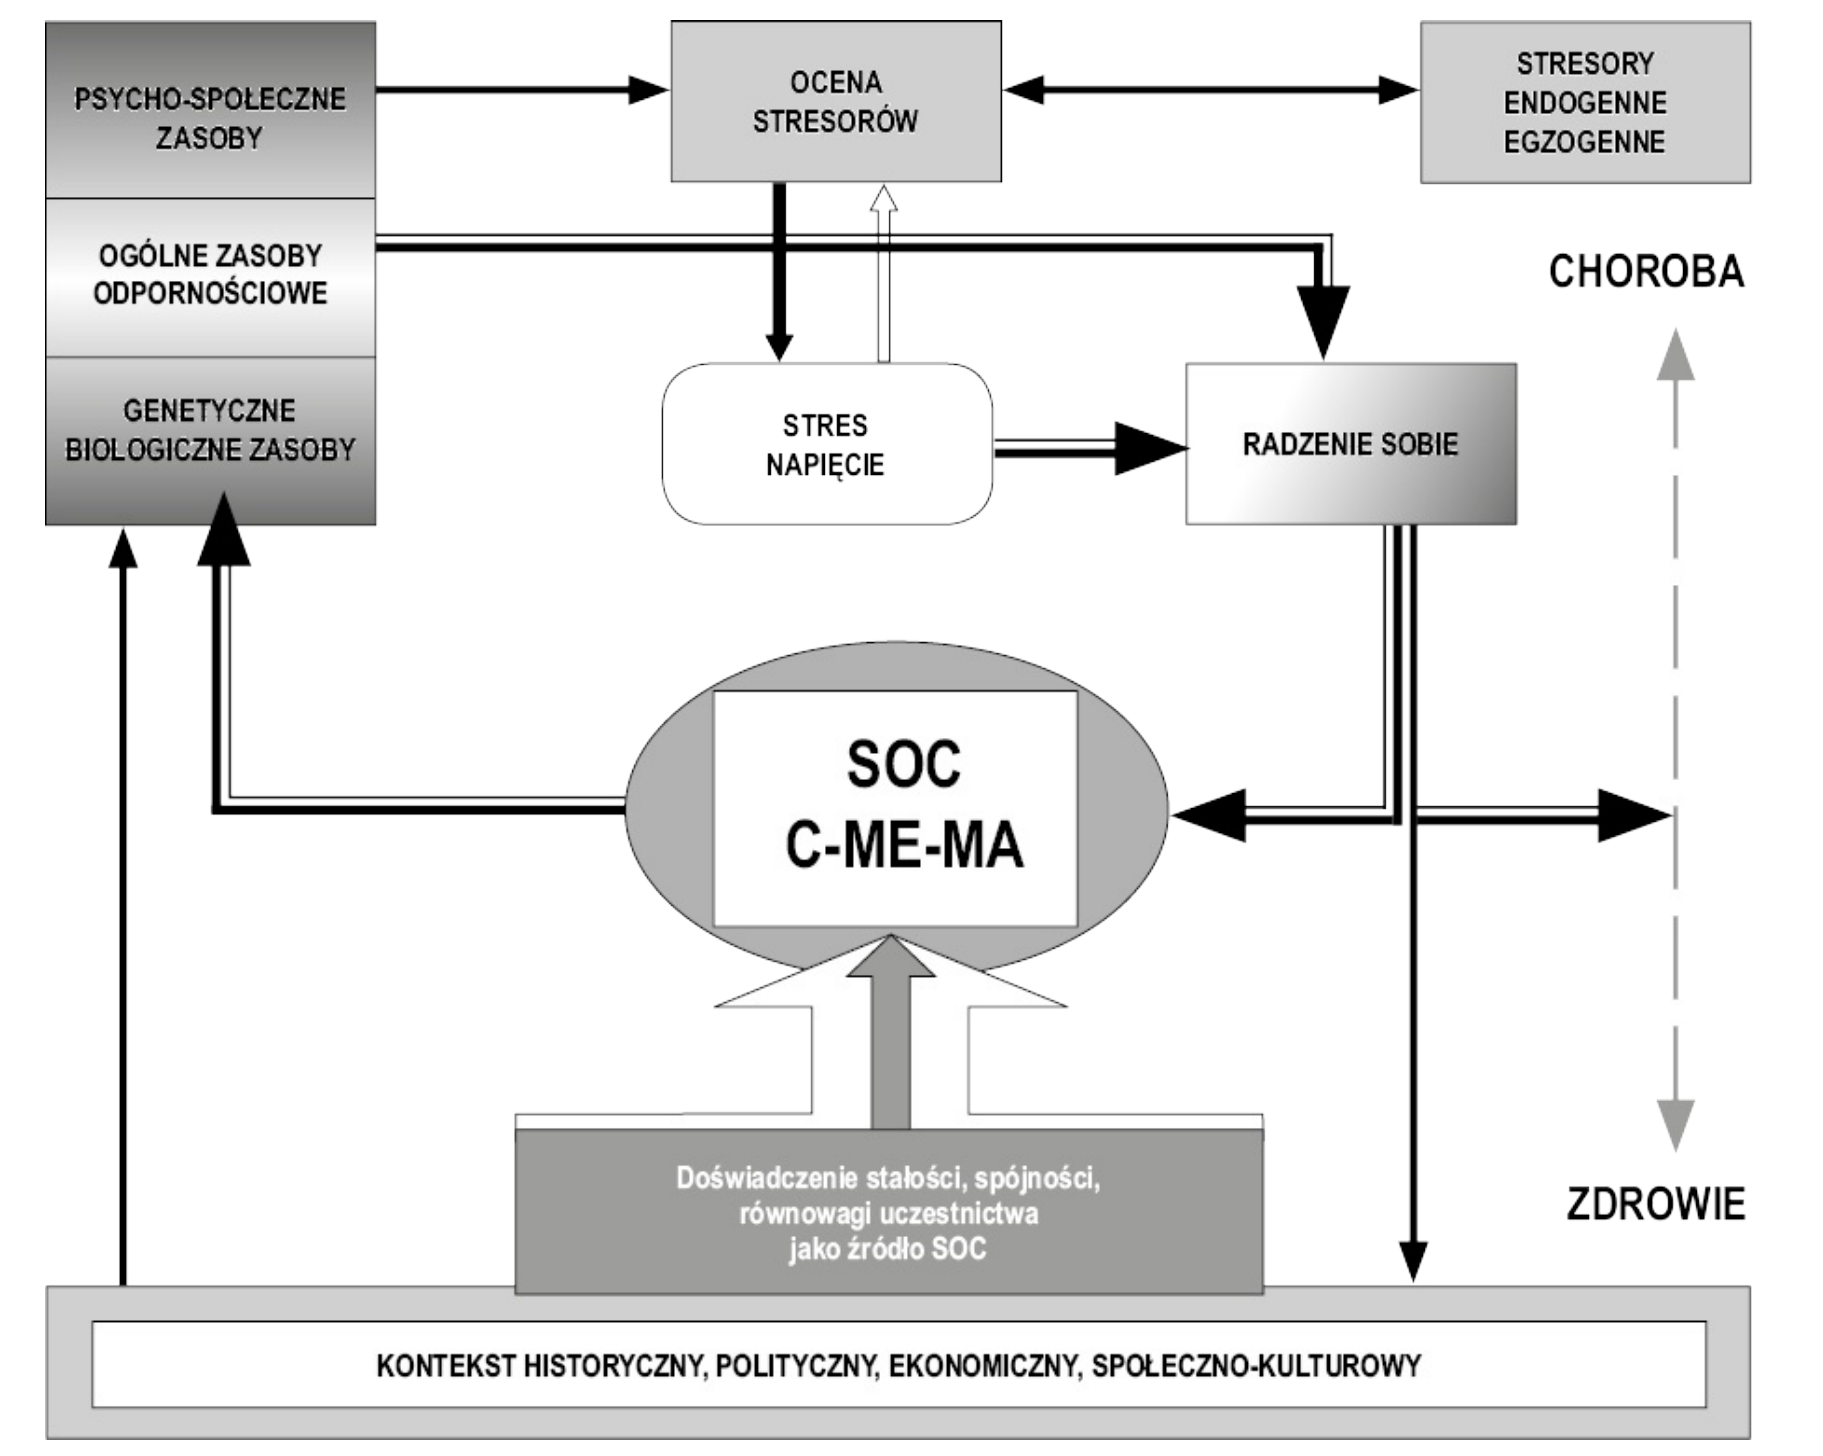 PSYCHO-SPOŁECZNE
ZASOBY
OCENA
STRESORÓW
STRESORY
ENDOGENNE
EGZOGENNE
OGÓLNE ZASOBY
ODPORNOŚCIOWE
CHOROBA
GENETYCZNE
BIOLOGICZNE ZASOBY
STRES
NAPIĘCIE
RADZENIE SOBIE
SOC
C-ME-MA
Doświadczenie stałości, spójności,
równowagi uczestnictwa
jako źródło SOC
ZDROWIE
KONTEKST HISTORYCZNY, POLITYCZNY, EKONOMICZNY, SPOŁECZNO-KULTUROWY